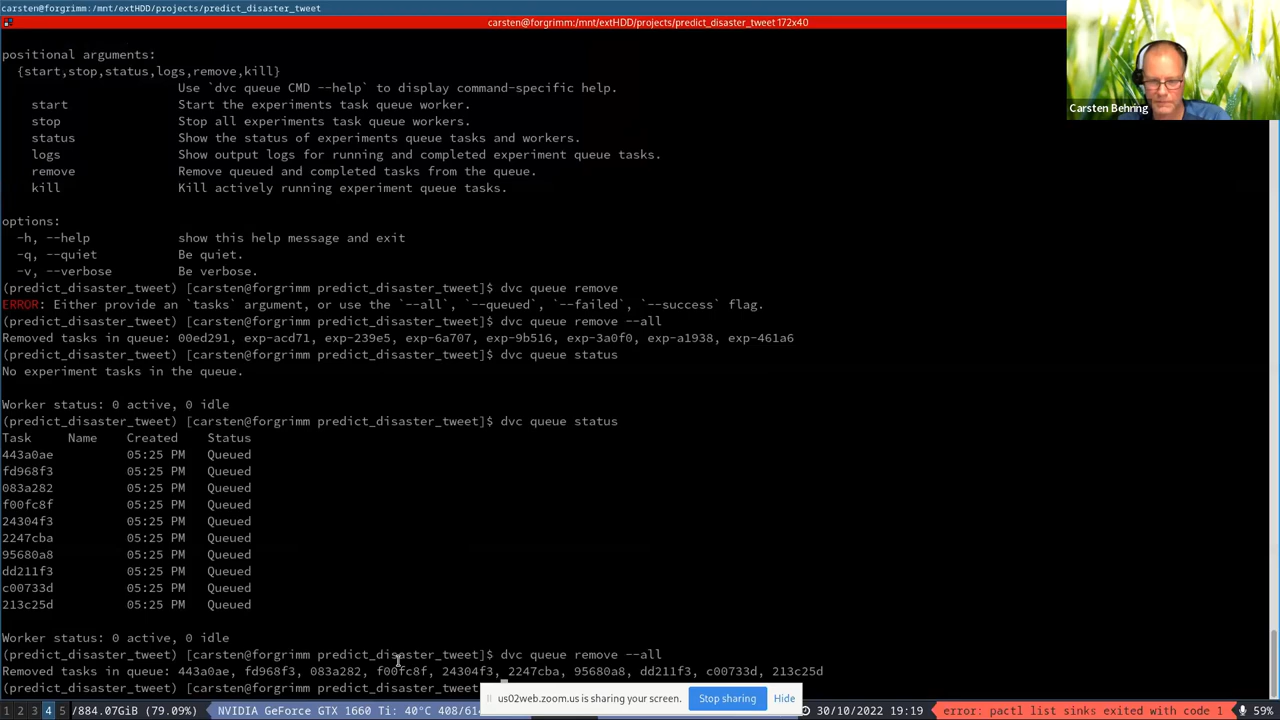 carsten@forgrimm:/mnt/extHDD/projects/predict_disaster_tweet
carsten@forgrimm:/mnt/extHDD/projects/predict_disaster_tweet 172x40
positional arguments:
{start,stop,status,logs,remove,kill}
Use `dvc queue CMD --help` to display command-specific help.
start Start the experiments task queue worker.
stop Stop all experiments task queue workers.
status Show the status of experiments queue tasks and workers.
logs Show output logs for running and completed experiment queue tasks.
remove Remove queued and completed tasks from the queue.
kill Kill actively running experiment queue tasks.
options:
-h, --help show this help message and exit
-q, --quiet Be quiet.
-v, --verbose Be verbose.
(predict_disaster_tweet) [carsten@forgrimm predict_disaster_tweet]$ dvc queue remove
ERROR: Either provide an `tasks` argument, or use the `--all`, `--queued`, `--failed`, `--success` flag.
(predict_disaster_tweet) [carsten@forgrimm predict_disaster_tweet]$ dvc queue remove --all
Removed tasks in queue: 00ed291, exp-acd71, exp-239e5, exp-6a707, exp-9b516, exp-3a0f0, exp-a1938, exp-461a6
(predict_disaster_tweet) [carsten@forgrimm predict_disaster_tweet]$ dvc queue status
No experiment tasks in the queue.
Worker status: 0 active, 0 idle
(predict_disaster_tweet) [carsten@forgrimm predict_disaster_tweet]$ dvc queue status
Task Name Created Status
443a0ae 05:25 PM Queued
fd968f3 05:25 PM Queued
083a282 05:25 PM Queued
f00fc8f 05:25 PM Queued
24304f3 05:25 PM Queued
2247cba 05:25 PM Queued
95680a8 05:25 PM Queued
dd211f3 05:25 PM Queued
c00733d 05:25 PM Queued
213c25d 05:25 PM Queued
Worker status: 0 active, 0 idle
(predict_disaster_tweet) [carsten@forgrimm predict_disaster_tweet]$ dvc queue remove --all
Removed tasks in queue: 443a0ae, fd968f3, 083a282, f00fc8f, 24304f3, 2247cba, 95680a8, dd211f3, c00733d, 213c25d
(predict_disaster_tweet) [carsten@forgrimm predict_disaster_tweet]$
Carsten Behring
us02web.zoom.us is sharing your screen. Stop sharing Hide
1 2 3 4 5 (79.09%) NVIDIA GeForce GTX 1660 Ti: 40°C 30/10/2022 19:19 error: pactl list sinks exited with code 1 59%